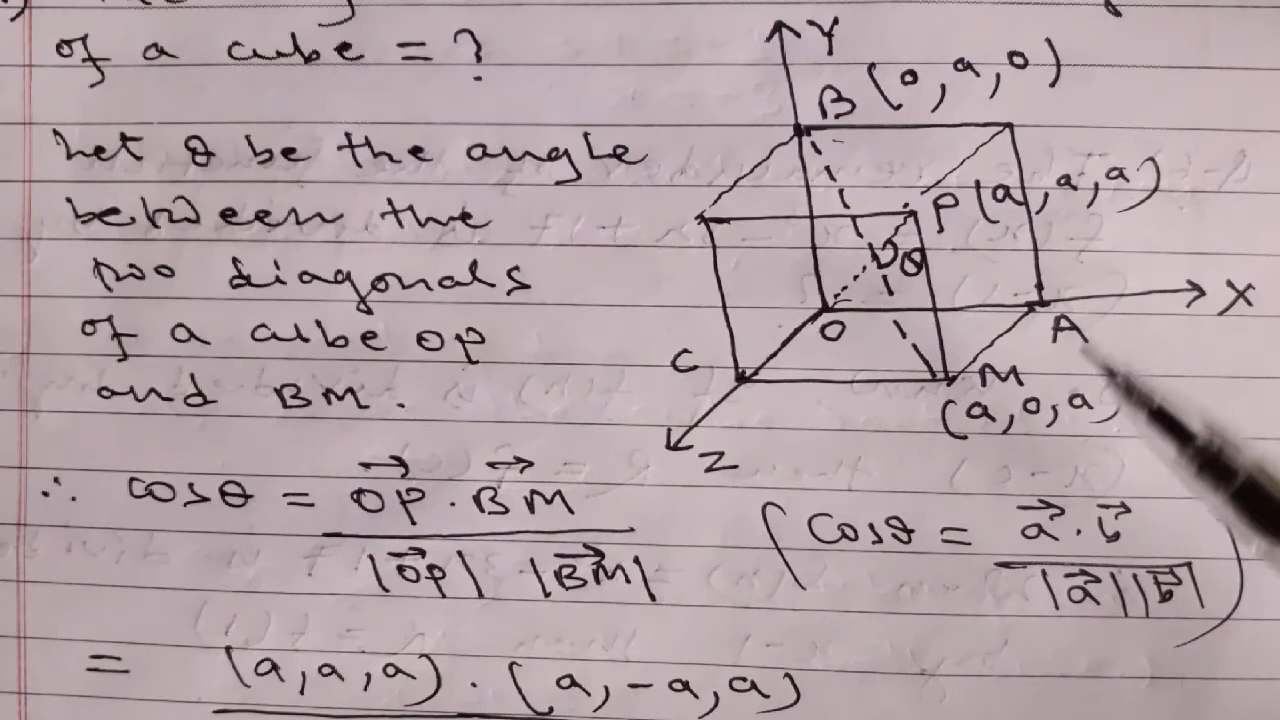 of a cube = ?
Let θ be the angle
between the
two diagonals
of a cube OP
and BM.
Y
B (0, a, 0)
P (a, a, a)
θ
X
O
A
C
M
(a, 0, a)
Z
∴ cosθ = OP⃗ . BM⃗
|OP⃗| |BM⃗|
( cosθ = a⃗ . b⃗
|a⃗| |b⃗| )
= (a, a, a) . (a, -a, a)